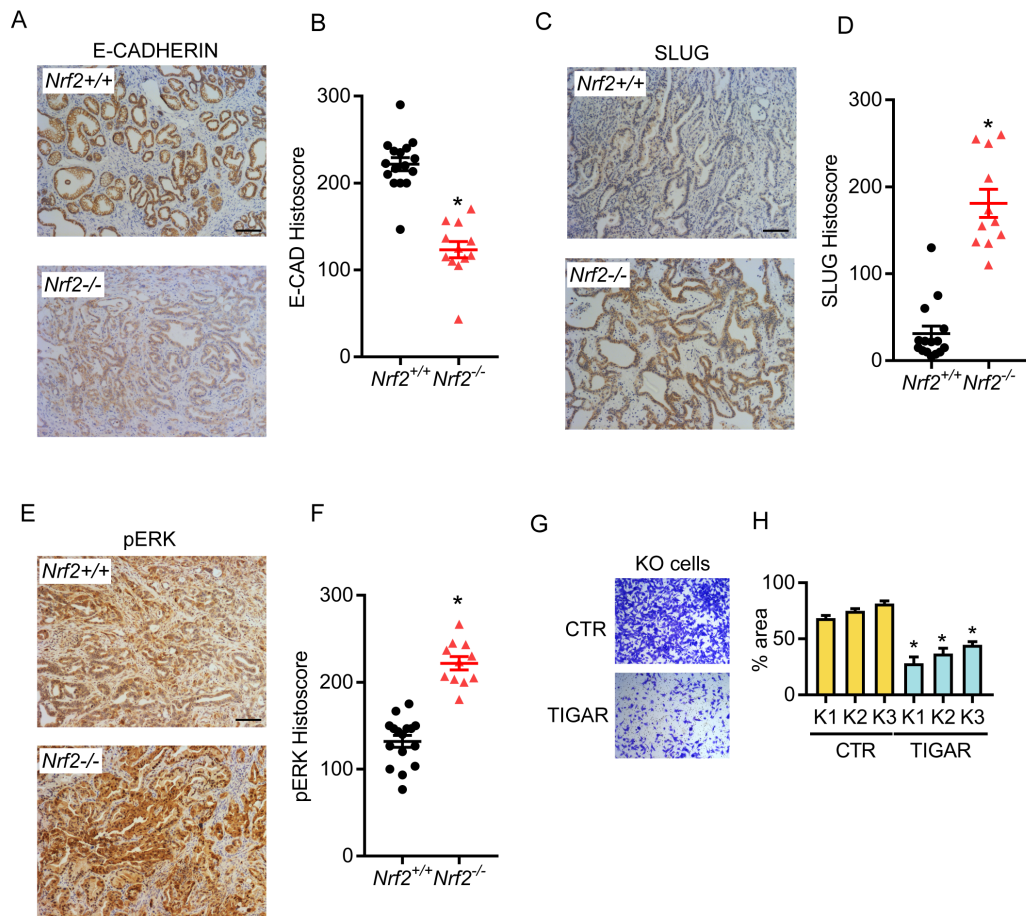 A
E-CADHERIN
Nrf2+/+
Nrf2-/-
B
E-CAD Histoscore
300
200
100
0
*
Nrf2+/+ Nrf2-/-
C
SLUG
Nrf2+/+
Nrf2-/-
D
SLUG Histoscore
300
200
100
0
*
Nrf2+/+ Nrf2-/-
E
pERK
Nrf2+/+
Nrf2-/-
F
pERK Histoscore
300
200
100
0
*
Nrf2+/+ Nrf2-/-
G
KO cells
CTR
TIGAR
H
% area
100
50
0
* * *
K1 K2 K3 K1 K2 K3
CTR TIGAR